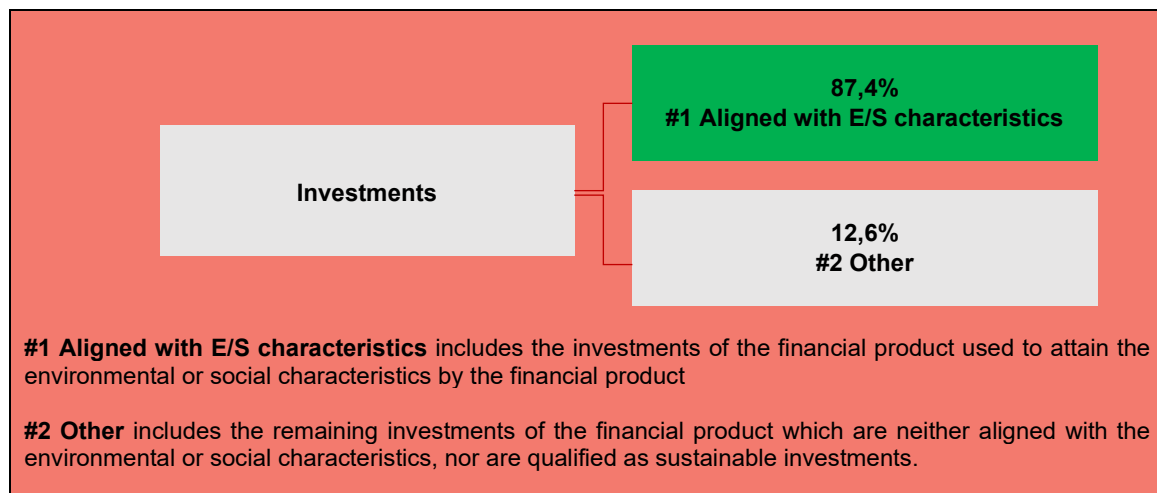 87,4%
#1 Aligned with E/S characteristics
Investments
12,6%
#2 Other
#1 Aligned with E/S characteristics includes the investments of the financial product used to attain the
environmental or social characteristics by the financial product
#2 Other includes the remaining investments of the financial product which are neither aligned with the
environmental or social characteristics, nor are qualified as sustainable investments.